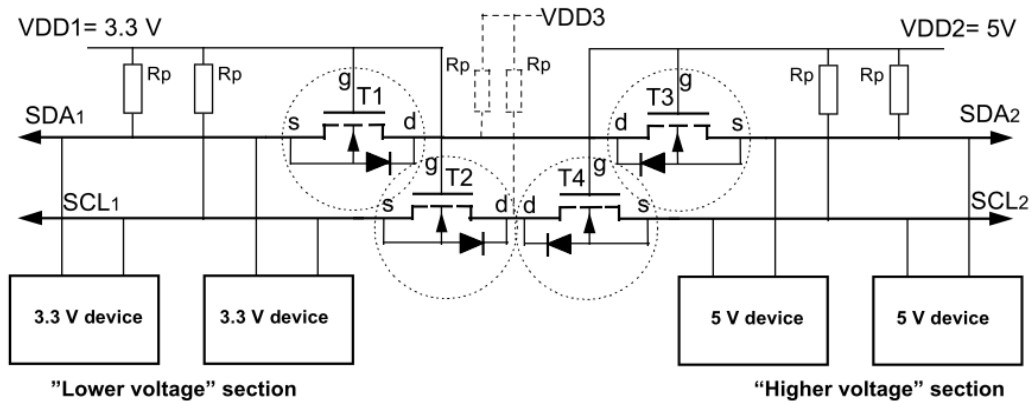 VDD1= 3.3 V
VDD3
VDD2= 5V
Rp Rp Rp Rp Rp Rp
g g
SDA1 T1 T3 SDA2
s d d s
g g
T2 T4
SCL1 s d d s SCL2
3.3 V device 3.3 V device 5 V device 5 V device
”Lower voltage” section “Higher voltage” section